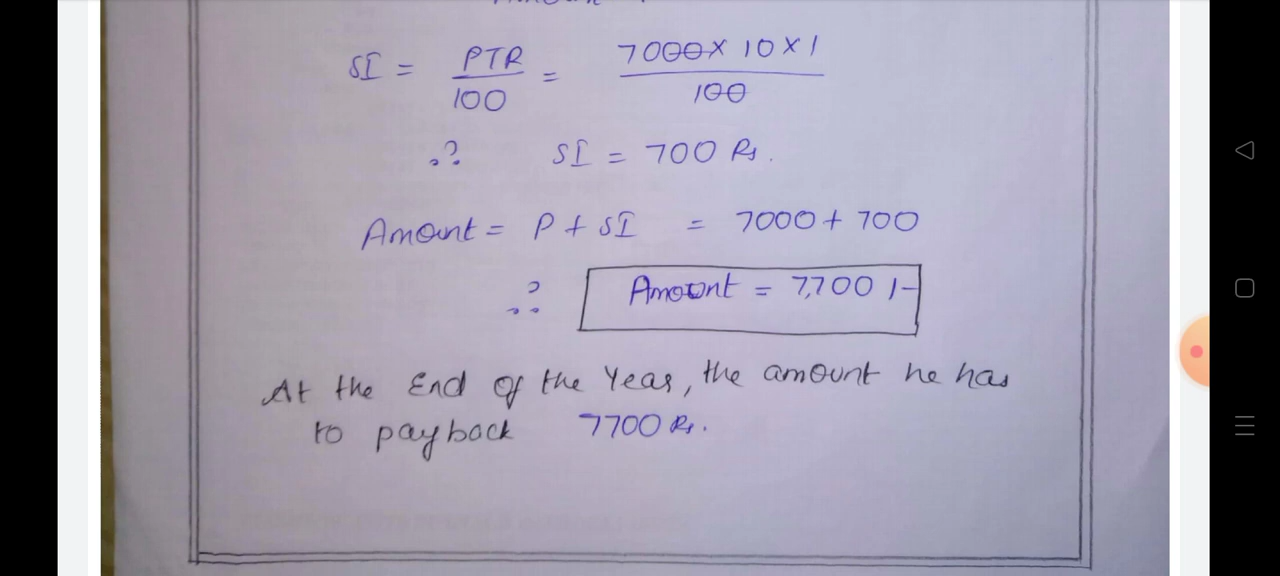 SI = PTR/100 = 7000 × 10 × 1/100
∴ SI = 700 Rs.
Amount = P + SI = 7000 + 700
∴ Amount = 7,700 /-
At the End of the Year, the amount he has
to payback 7700 Rs.